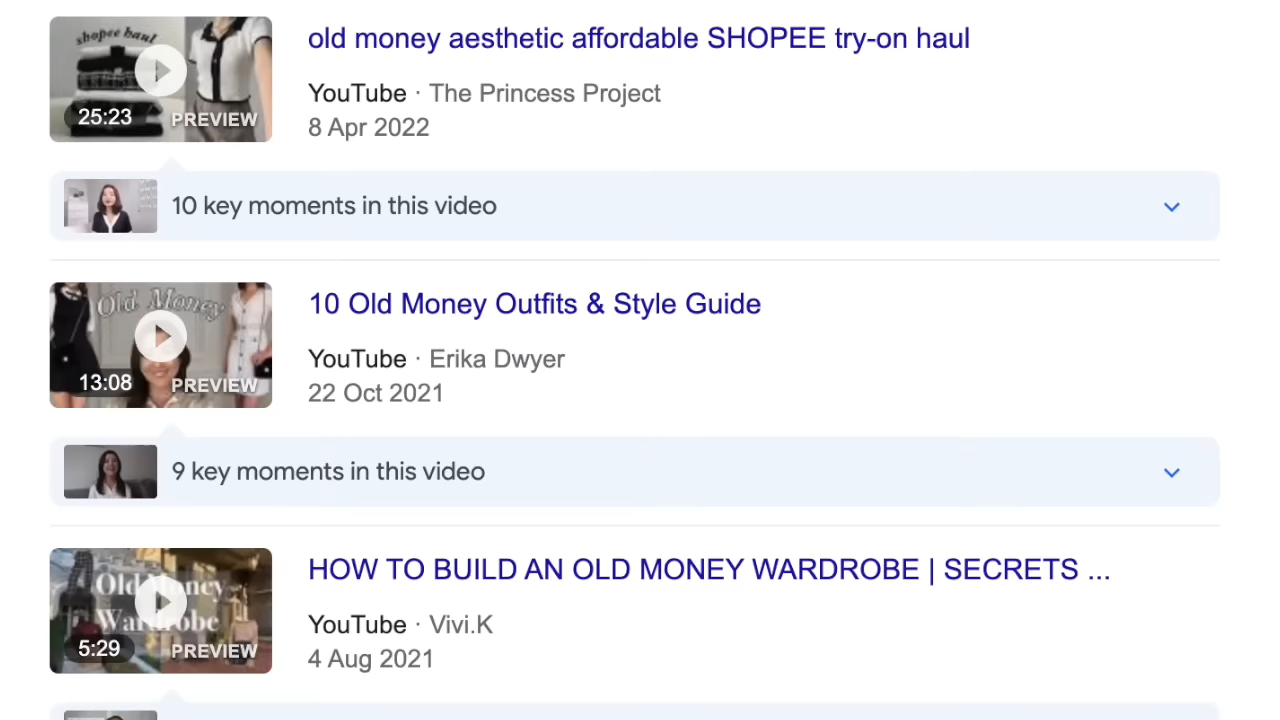 shopee haul
25:23
PREVIEW
old money aesthetic affordable SHOPEE try-on haul
YouTube · The Princess Project
8 Apr 2022
10 key moments in this video
Old Money
13:08
PREVIEW
10 Old Money Outfits & Style Guide
YouTube · Erika Dwyer
22 Oct 2021
9 key moments in this video
Old Money
Wardrobe
5:29
PREVIEW
HOW TO BUILD AN OLD MONEY WARDROBE | SECRETS ...
YouTube · Vivi.K
4 Aug 2021